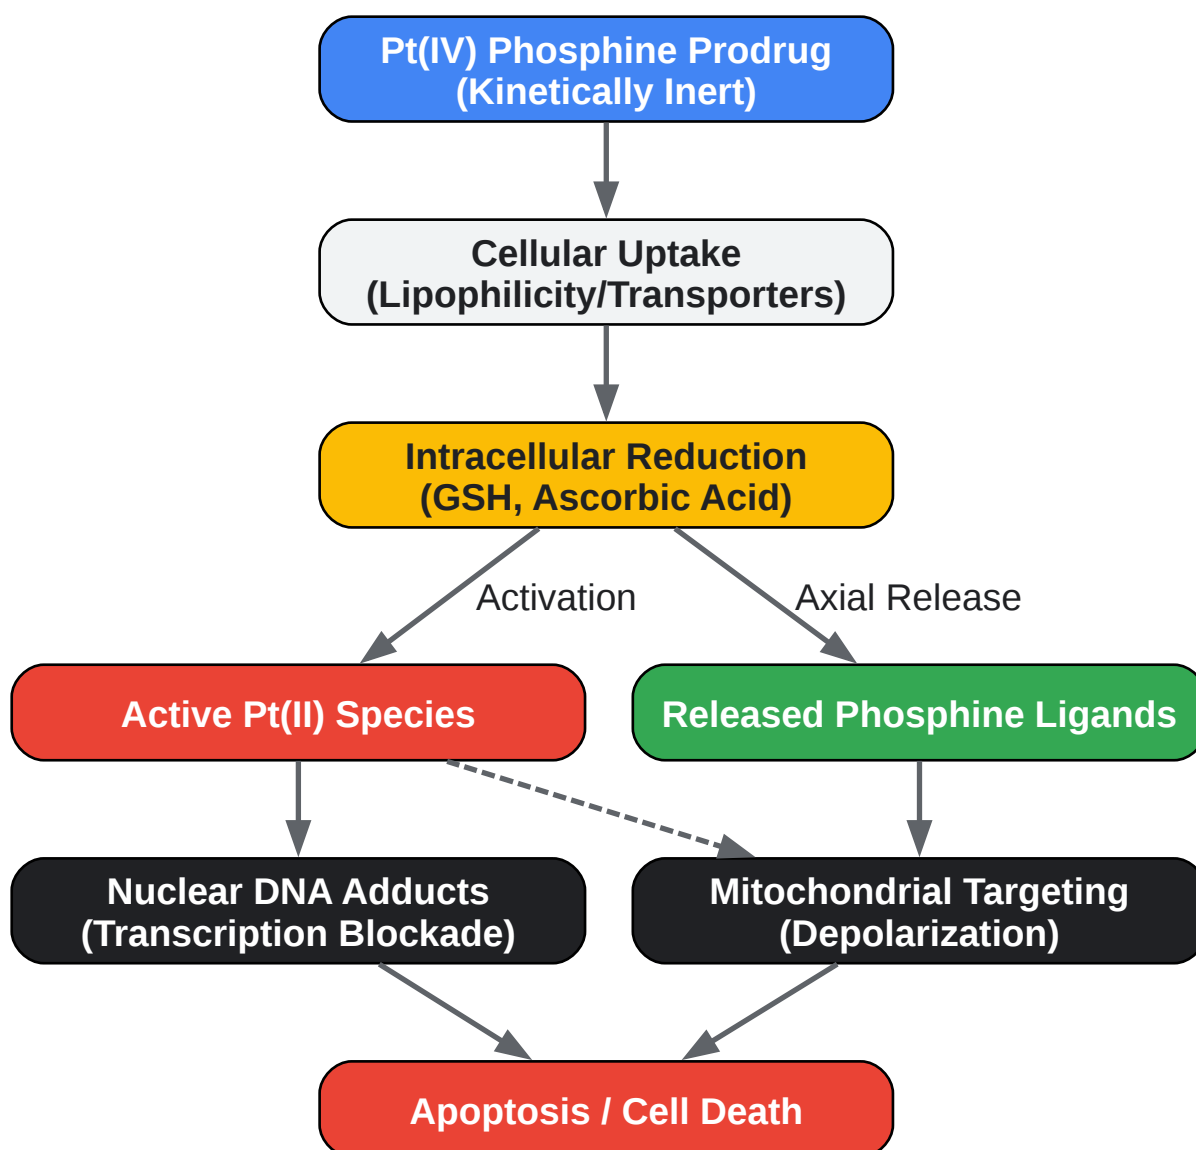 Pt(IV) Phosphine Prodrug
(Kinetically Inert)
Cellular Uptake
(Lipophilicity/Transporters)
Intracellular Reduction
(GSH, Ascorbic Acid)
Activation
Axial Release
Active Pt(II) Species
Released Phosphine Ligands
Nuclear DNA Adducts
(Transcription Blockade)
Mitochondrial Targeting
(Depolarization)
Apoptosis / Cell Death